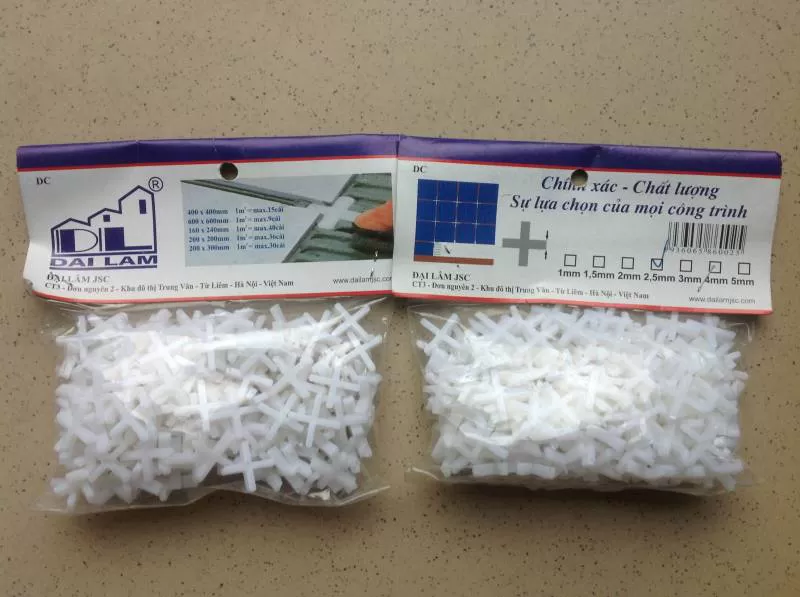 DC
®
DL
DAI LAM
400 x 400mm 1m² = max.15cái
600 x 600mm 1m² = max.9cái
160 x 240mm 1m² = max.40cái
200 x 200mm 1m² = max.36cái
200 x 300mm 1m² = max.30cái
ĐẠI LÂM JSC
www.dailamjsc.com
CT3 - Đơn nguyên 2 - Khu đô thị Trung Văn - Từ Liêm - Hà Nội - Việt Nam
DC
Chính xác - Chất lượng
Sự lựa chọn của mọi công trình
936065 860023
1mm 1,5mm 2mm 2,5mm 3mm 4mm 5mm
ĐẠI LÂM JSC
CT3 - Đơn nguyên 2 - Khu đô thị Trung Văn - Từ Liêm - Hà Nội - Việt Nam
www.dailamjsc.com